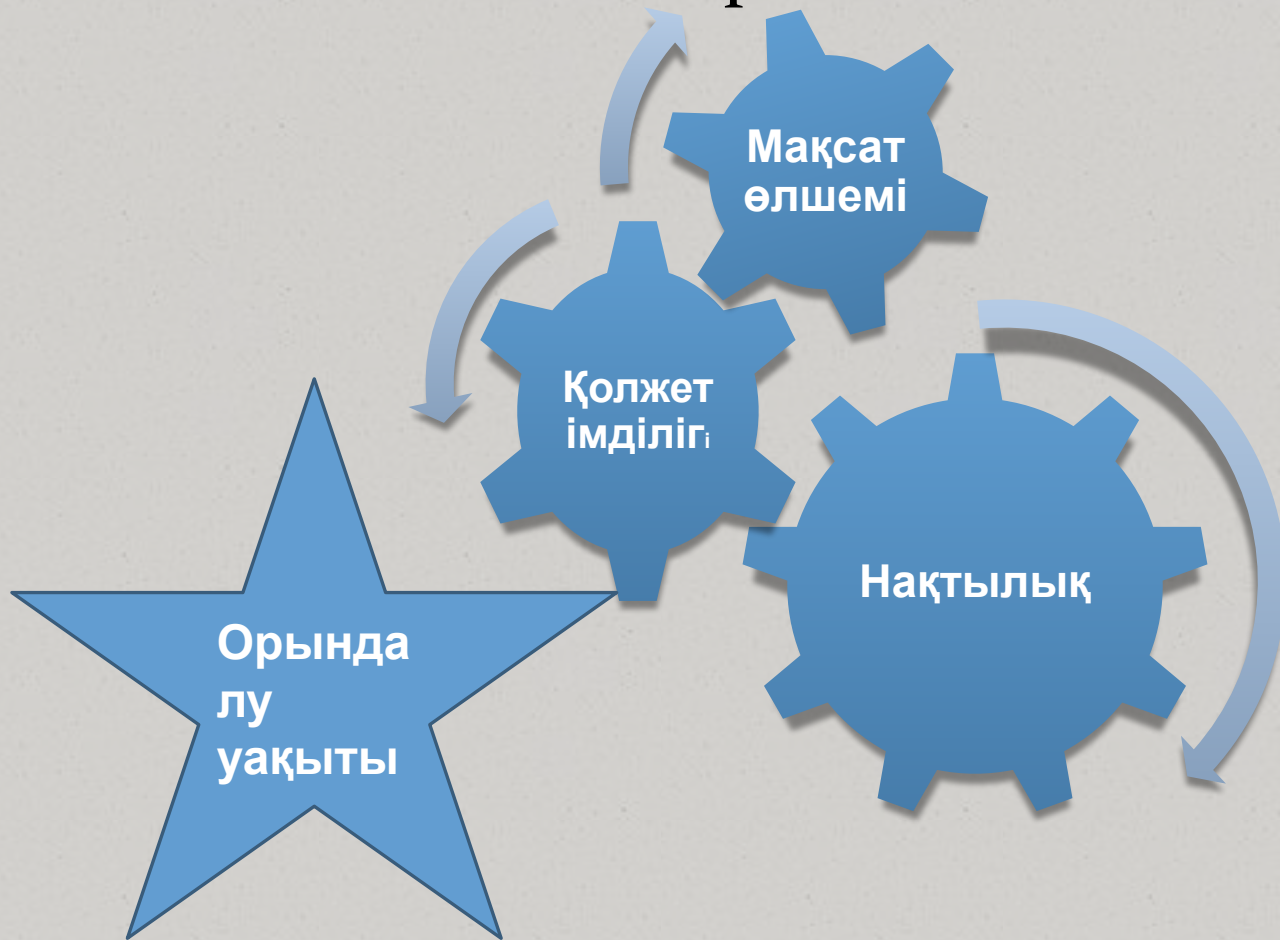 Мақсат
өлшемі
Қолжет
імділігі
Нақтылық
Орында
лу
уақыты